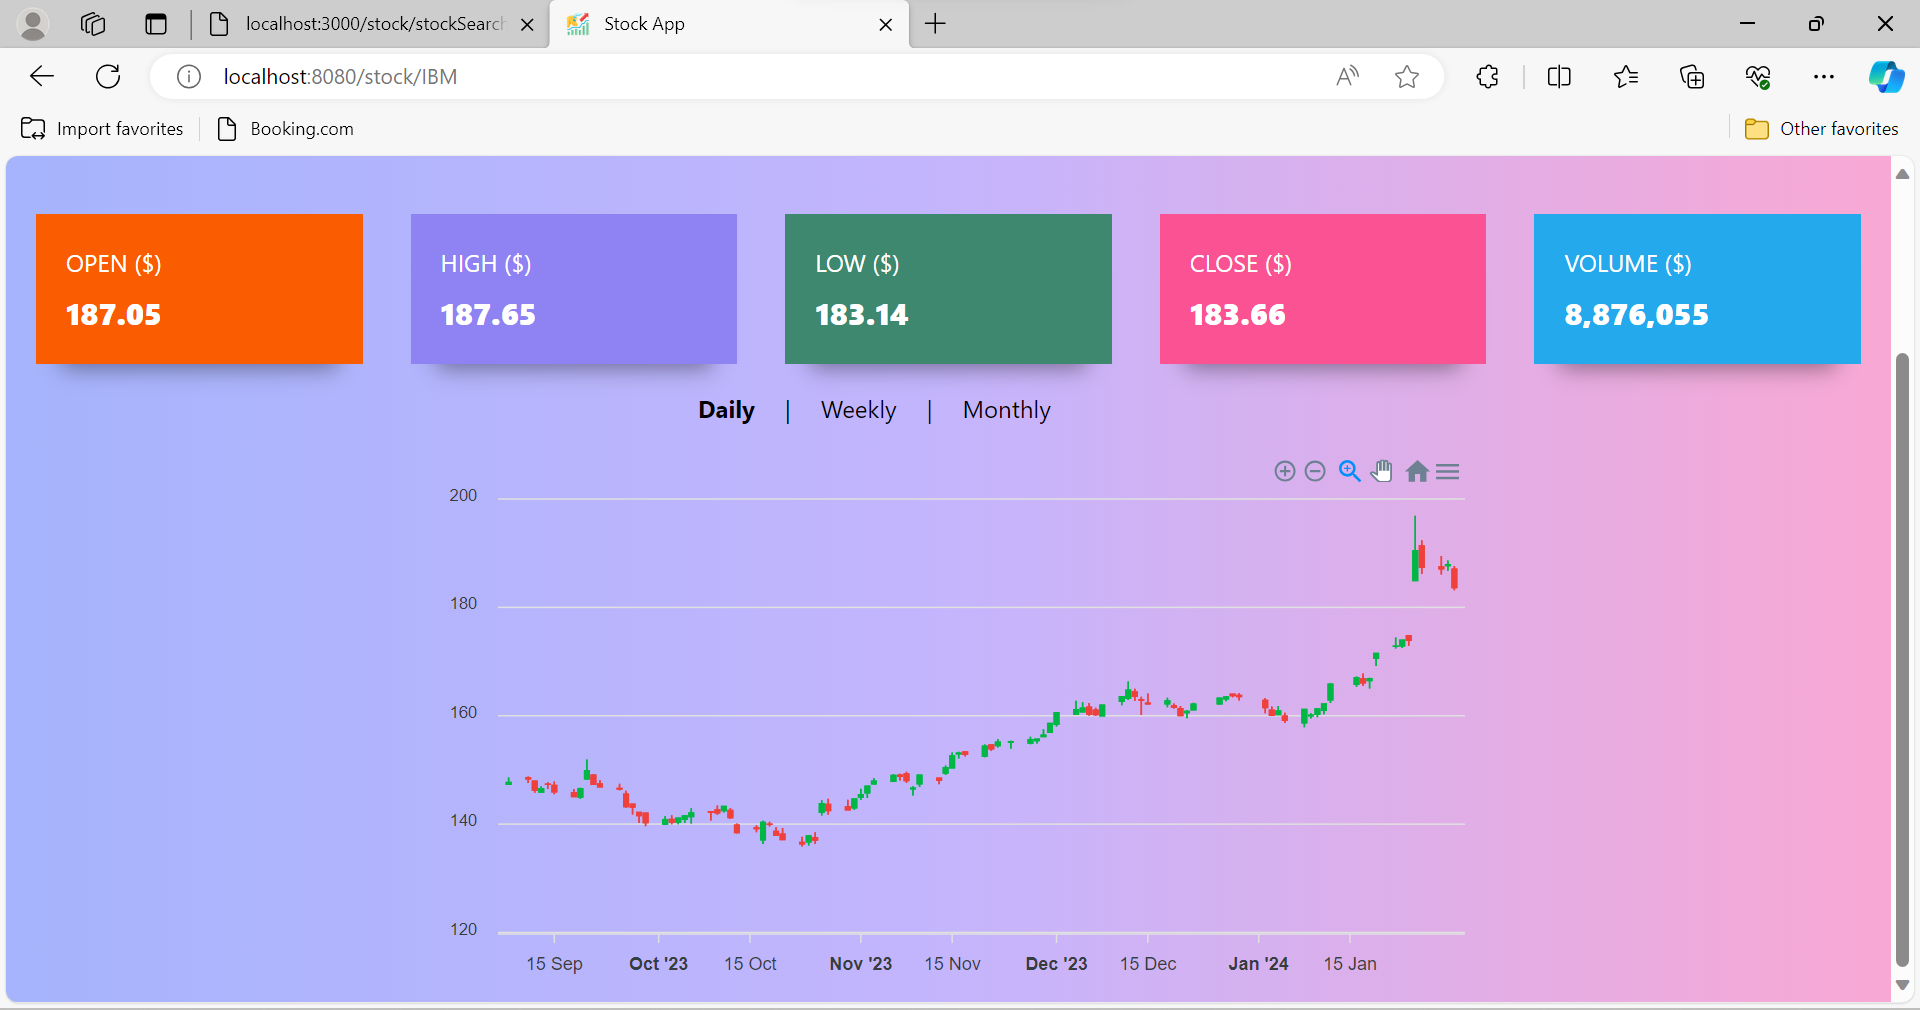 localhost:3000/stock/stockSearch
Stock App
localhost:8080/stock/IBM
Import favorites
Booking.com
Other favorites
OPEN ($)
187.05
HIGH ($)
187.65
LOW ($)
183.14
CLOSE ($)
183.66
VOLUME ($)
8,876,055
Daily | Weekly | Monthly
200
180
160
140
120
15 Sep Oct '23 15 Oct Nov '23 15 Nov Dec '23 15 Dec Jan '24 15 Jan